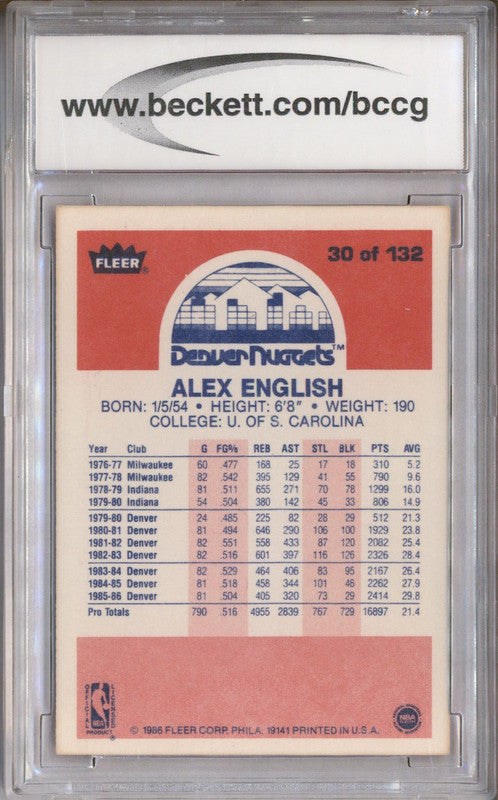 www.beckett.com/bccg
FLEER®
30 of 132
Denver Nuggets™
ALEX ENGLISH
BORN: 1/5/54 • HEIGHT: 6'8" • WEIGHT: 190
COLLEGE: U. OF S. CAROLINA
Year Club G FG% REB AST STL BLK PTS AVG
1976-77 Milwaukee 60 .477 168 25 17 18 310 5.2
1977-78 Milwaukee 82 .542 395 129 41 55 790 9.6
1978-79 Indiana 81 .511 655 271 70 78 1299 16.0
1979-80 Indiana 54 .504 380 142 45 33 806 14.9
1979-80 Denver 24 .485 225 82 28 29 512 21.3
1980-81 Denver 81 .494 646 290 106 100 1929 23.8
1981-82 Denver 82 .551 558 433 87 120 2082 25.4
1982-83 Denver 82 .516 601 397 116 126 2326 28.4
1983-84 Denver 82 .529 464 406 83 95 2167 26.4
1984-85 Denver 81 .518 458 344 101 46 2262 27.9
1985-86 Denver 81 .504 405 320 73 29 2414 29.8
Pro Totals 790 .516 4955 2839 767 729 16897 21.4
OFFICIAL LICENSED
NBA
PRODUCT
© 1986 FLEER CORP. PHILA. 19141 PRINTED IN U.S.A.
NBA